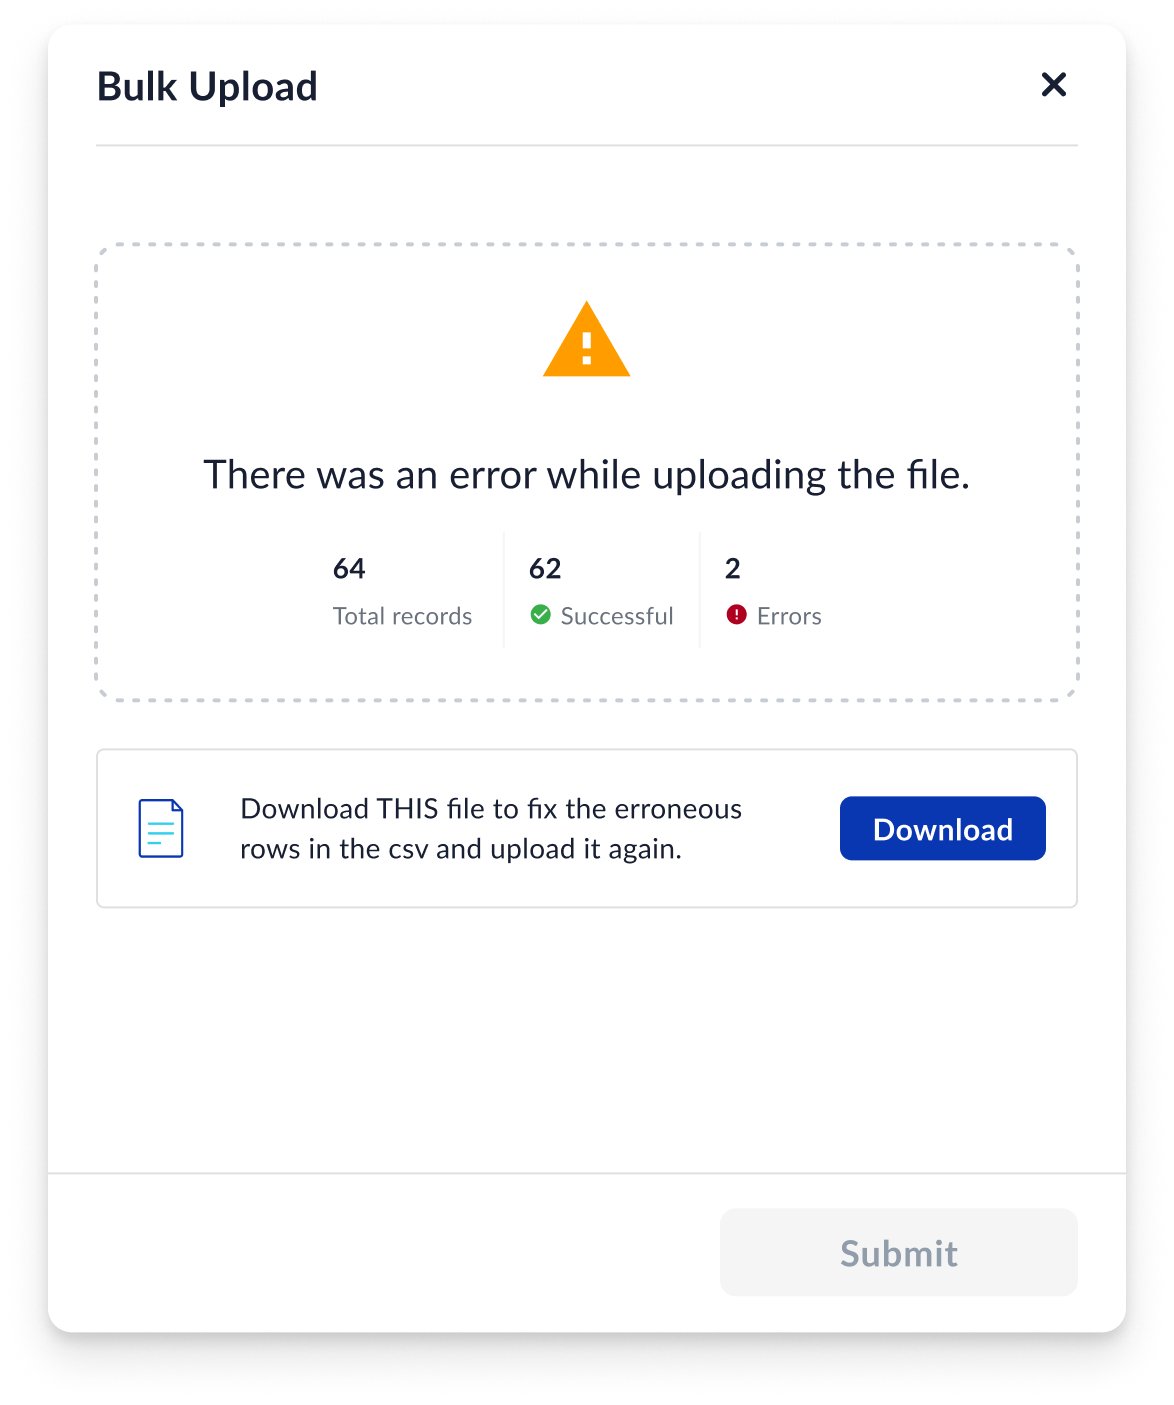 Bulk Upload
There was an error while uploading the file.
64
Total records
62
Successful
2
Errors
Download THIS file to fix the erroneous
rows in the csv and upload it again.
Download
Submit